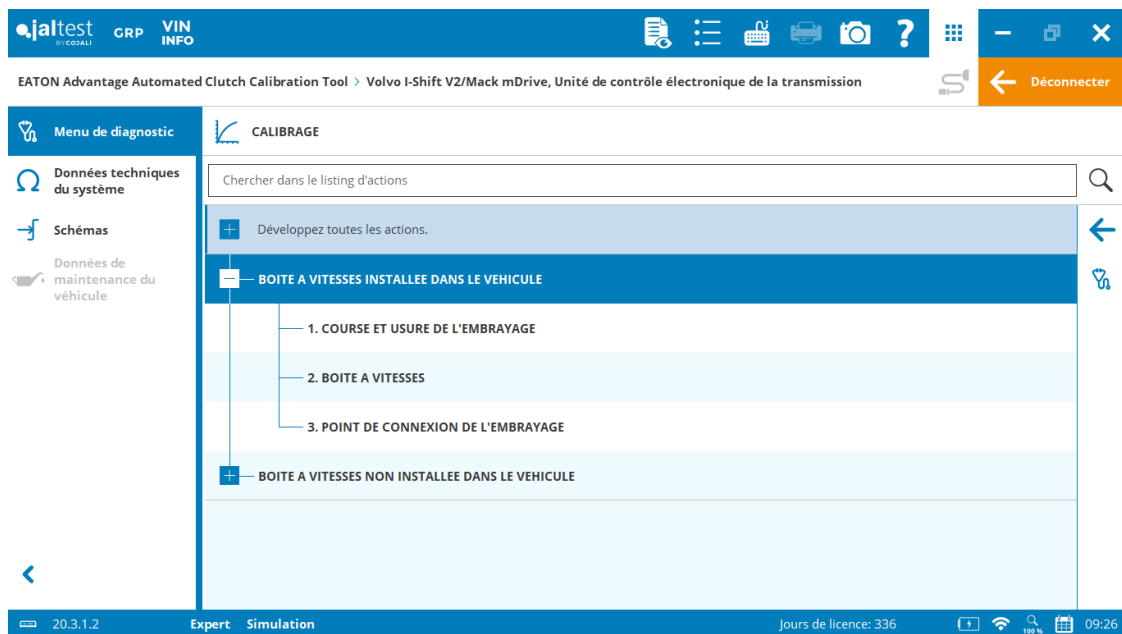 jaltest
BY COJALI
GRP
VIN
INFO
?
EATON Advantage Automated Clutch Calibration Tool > Volvo I-Shift V2/Mack mDrive, Unité de contrôle électronique de la transmission
Déconnecter
Menu de diagnostic
CALIBRAGE
Données techniques
du système
Chercher dans le listing d'actions
Schémas
Développez toutes les actions.
Données de
maintenance du
véhicule
BOITE A VITESSES INSTALLEE DANS LE VEHICULE
1. COURSE ET USURE DE L'EMBRAYAGE
2. BOITE A VITESSES
3. POINT DE CONNEXION DE L'EMBRAYAGE
BOITE A VITESSES NON INSTALLEE DANS LE VEHICULE
20.3.1.2
Expert
Simulation
Jours de licence: 336
100 %
09:26